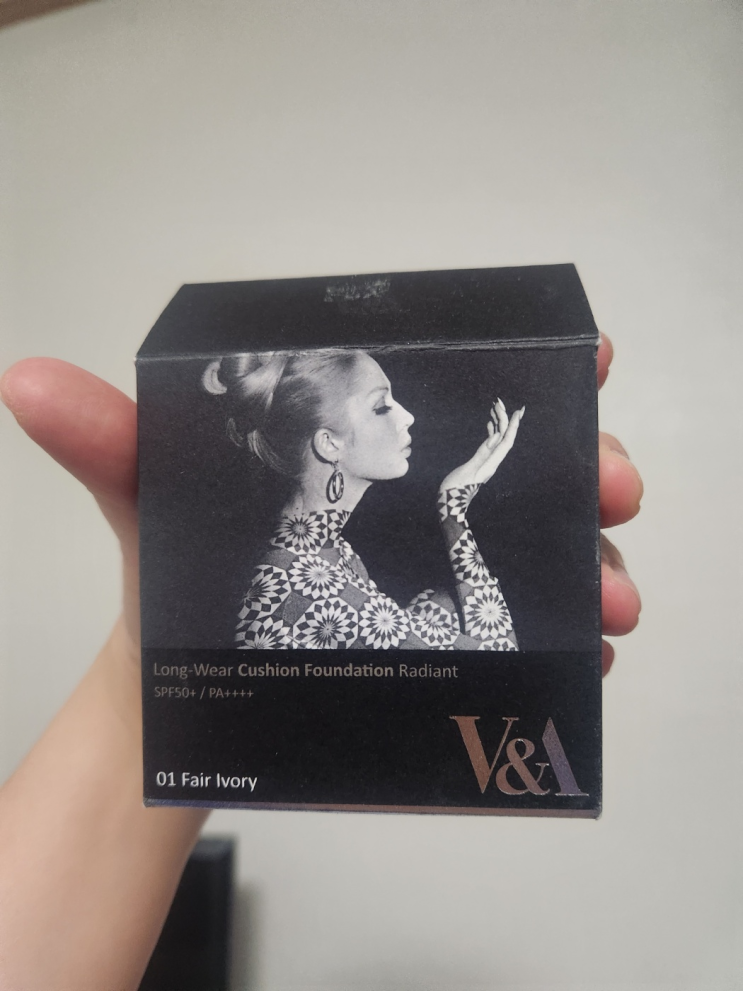 Long-Wear Cushion Foundation Radiant
SPF50+ / PA++++
01 Fair Ivory
V&A